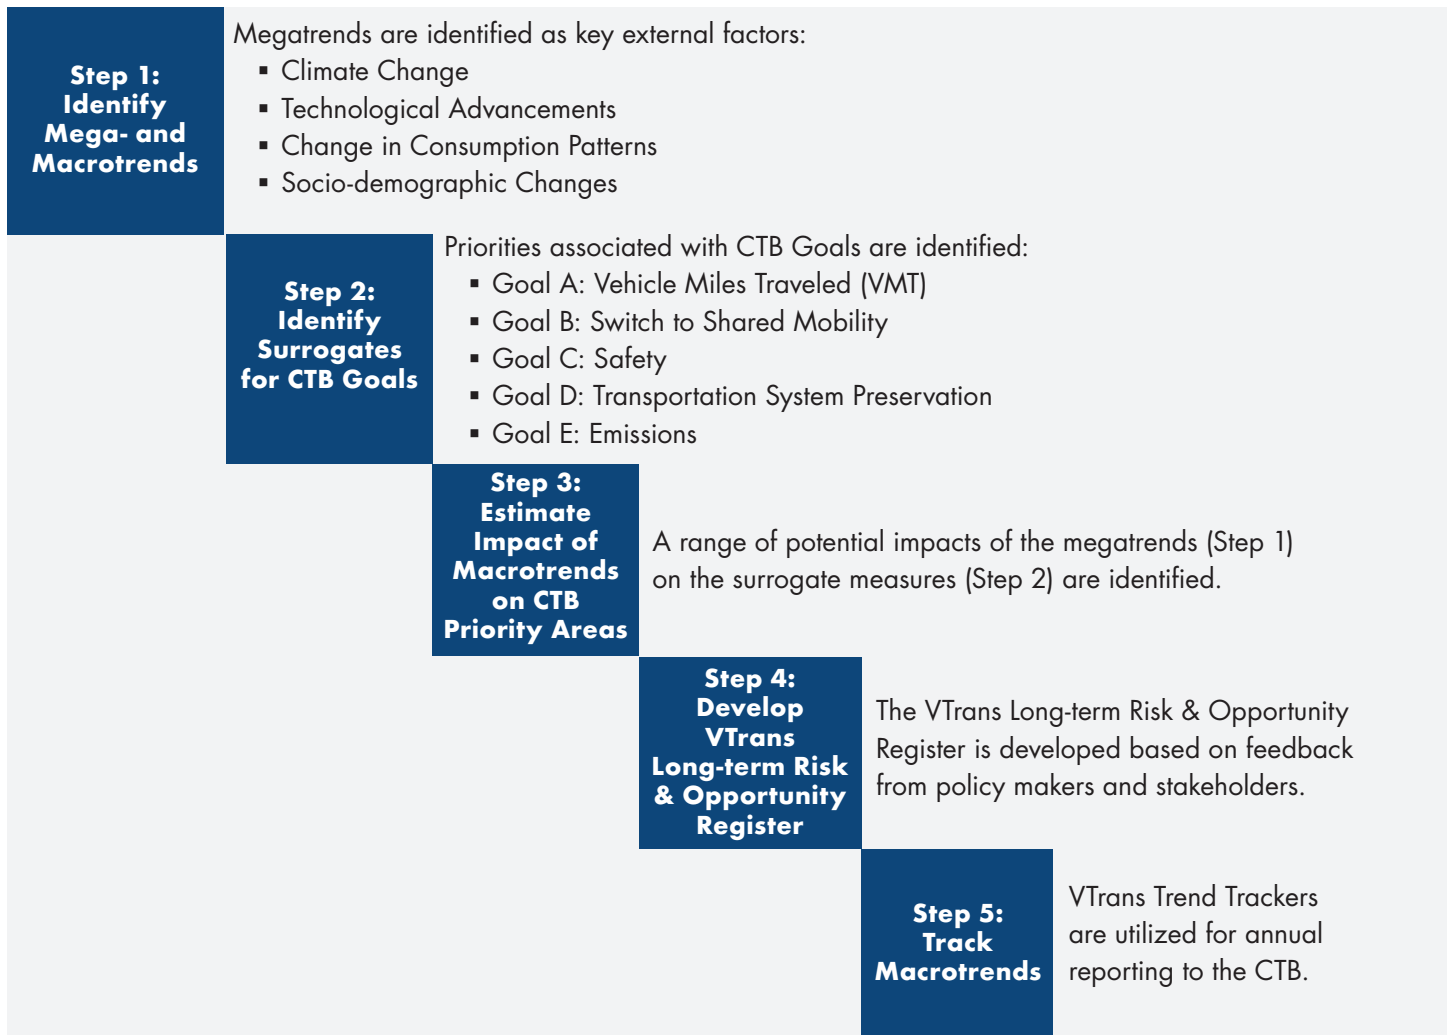 Step 1:
Identify
Mega- and
Macrotrends
Megatrends are identified as key external factors:
▪ Climate Change
▪ Technological Advancements
▪ Change in Consumption Patterns
▪ Socio-demographic Changes
Step 2:
Identify
Surrogates
for CTB Goals
Priorities associated with CTB Goals are identified:
▪ Goal A: Vehicle Miles Traveled (VMT)
▪ Goal B: Switch to Shared Mobility
▪ Goal C: Safety
▪ Goal D: Transportation System Preservation
▪ Goal E: Emissions
Step 3:
Estimate
Impact of
Macrotrends
on CTB
Priority Areas
A range of potential impacts of the megatrends (Step 1)
on the surrogate measures (Step 2) are identified.
Step 4:
Develop
VTrans
Long-term Risk
& Opportunity
Register
The VTrans Long-term Risk & Opportunity
Register is developed based on feedback
from policy makers and stakeholders.
Step 5:
Track
Macrotrends
VTrans Trend Trackers
are utilized for annual
reporting to the CTB.